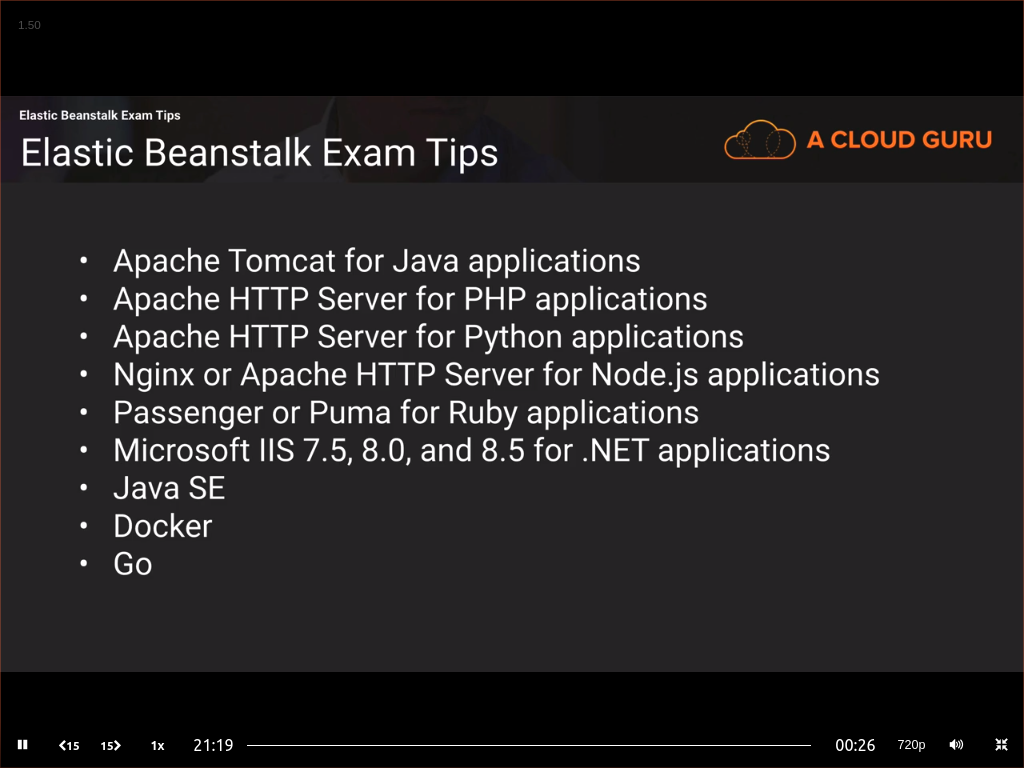 1.50
Elastic Beanstalk Exam Tips
Elastic Beanstalk Exam Tips
A CLOUD GURU
• Apache Tomcat for Java applications
• Apache HTTP Server for PHP applications
• Apache HTTP Server for Python applications
• Nginx or Apache HTTP Server for Node.js applications
• Passenger or Puma for Ruby applications
• Microsoft IIS 7.5, 8.0, and 8.5 for .NET applications
• Java SE
• Docker
• Go
15 15 1x 21:19 00:26 720p